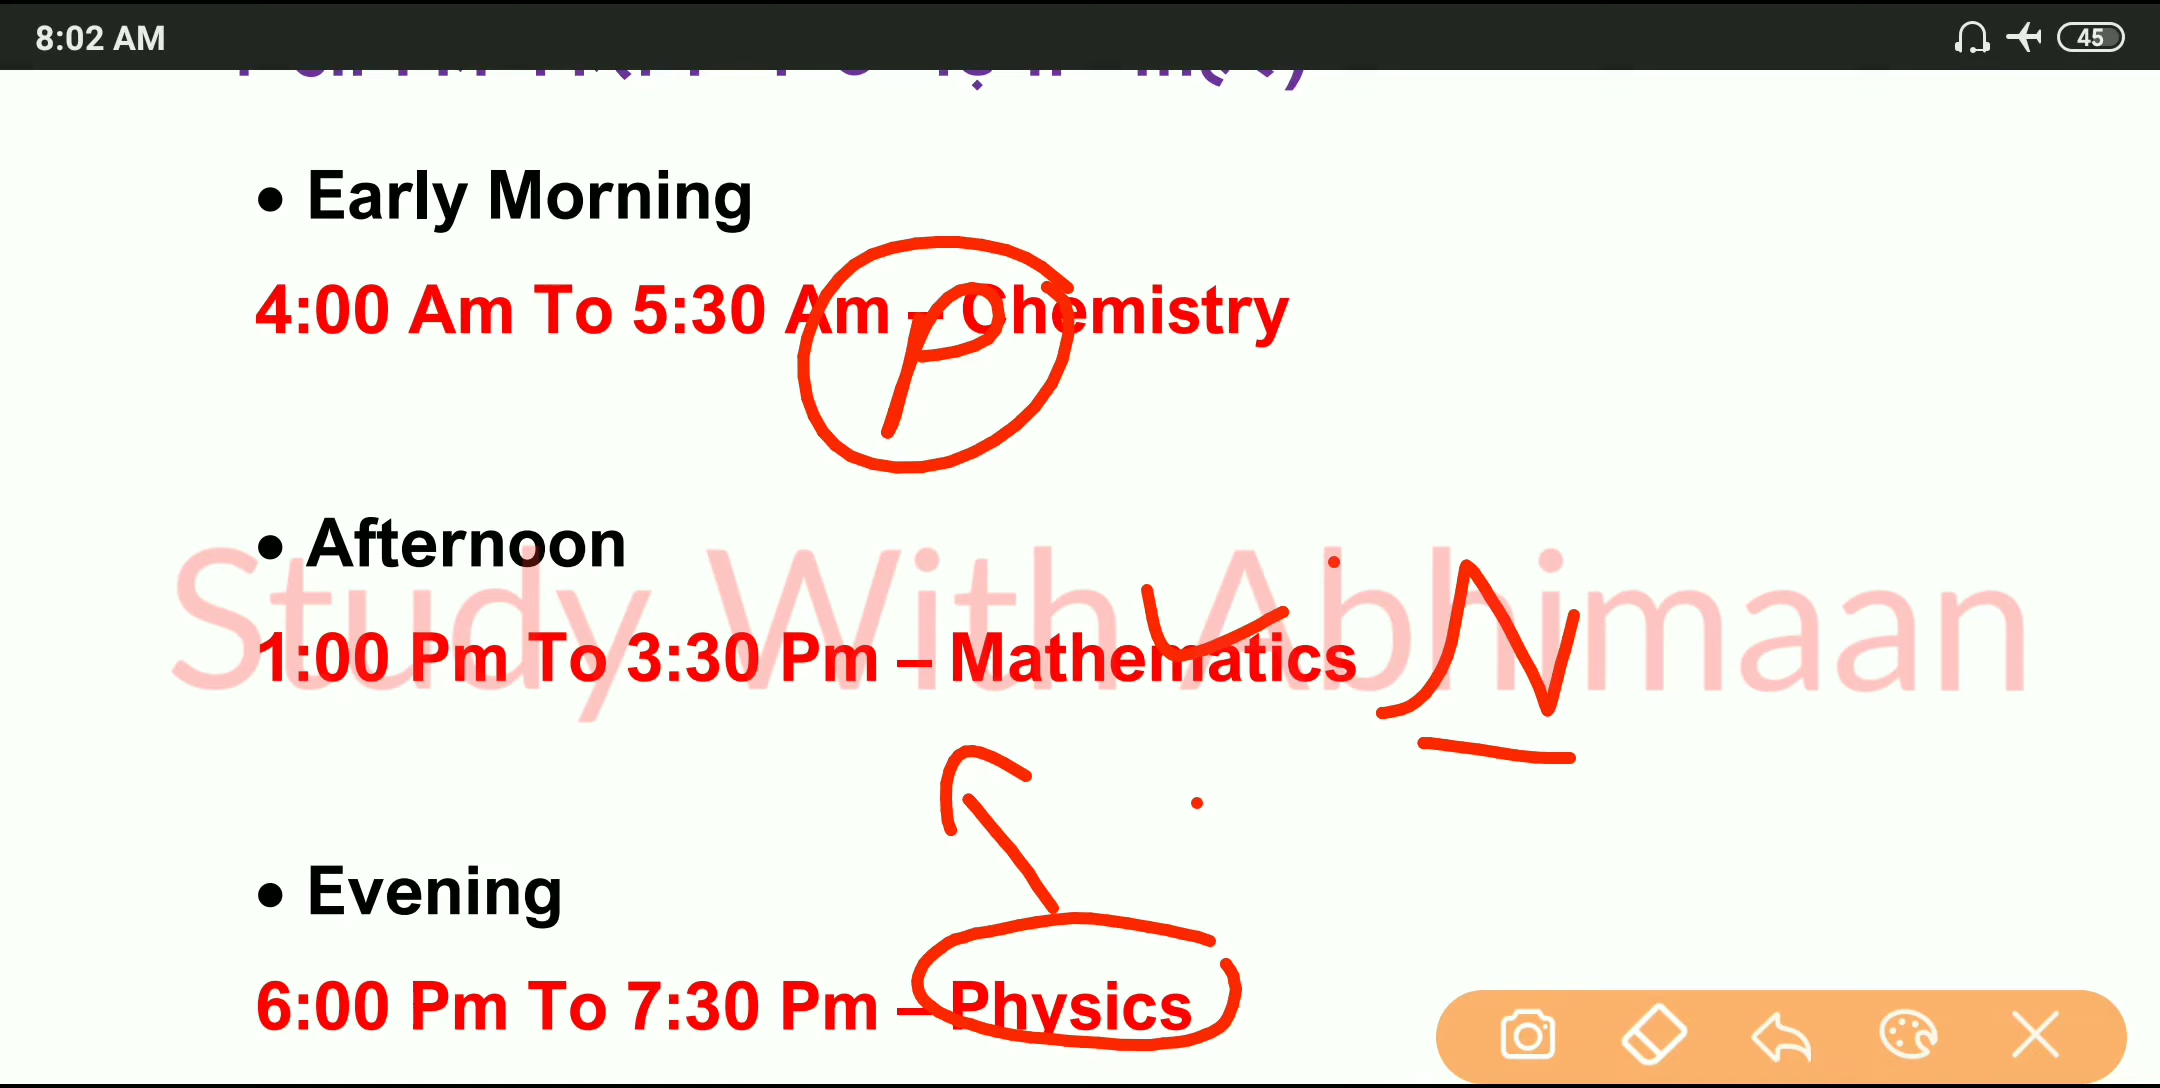 8:02 AM
45
• Early Morning
4:00 Am To 5:30 Am – Chemistry
P
• Afternoon
Study With Abhimaan
1:00 Pm To 3:30 Pm – Mathematics
N
• Evening
6:00 Pm To 7:30 Pm – Physics